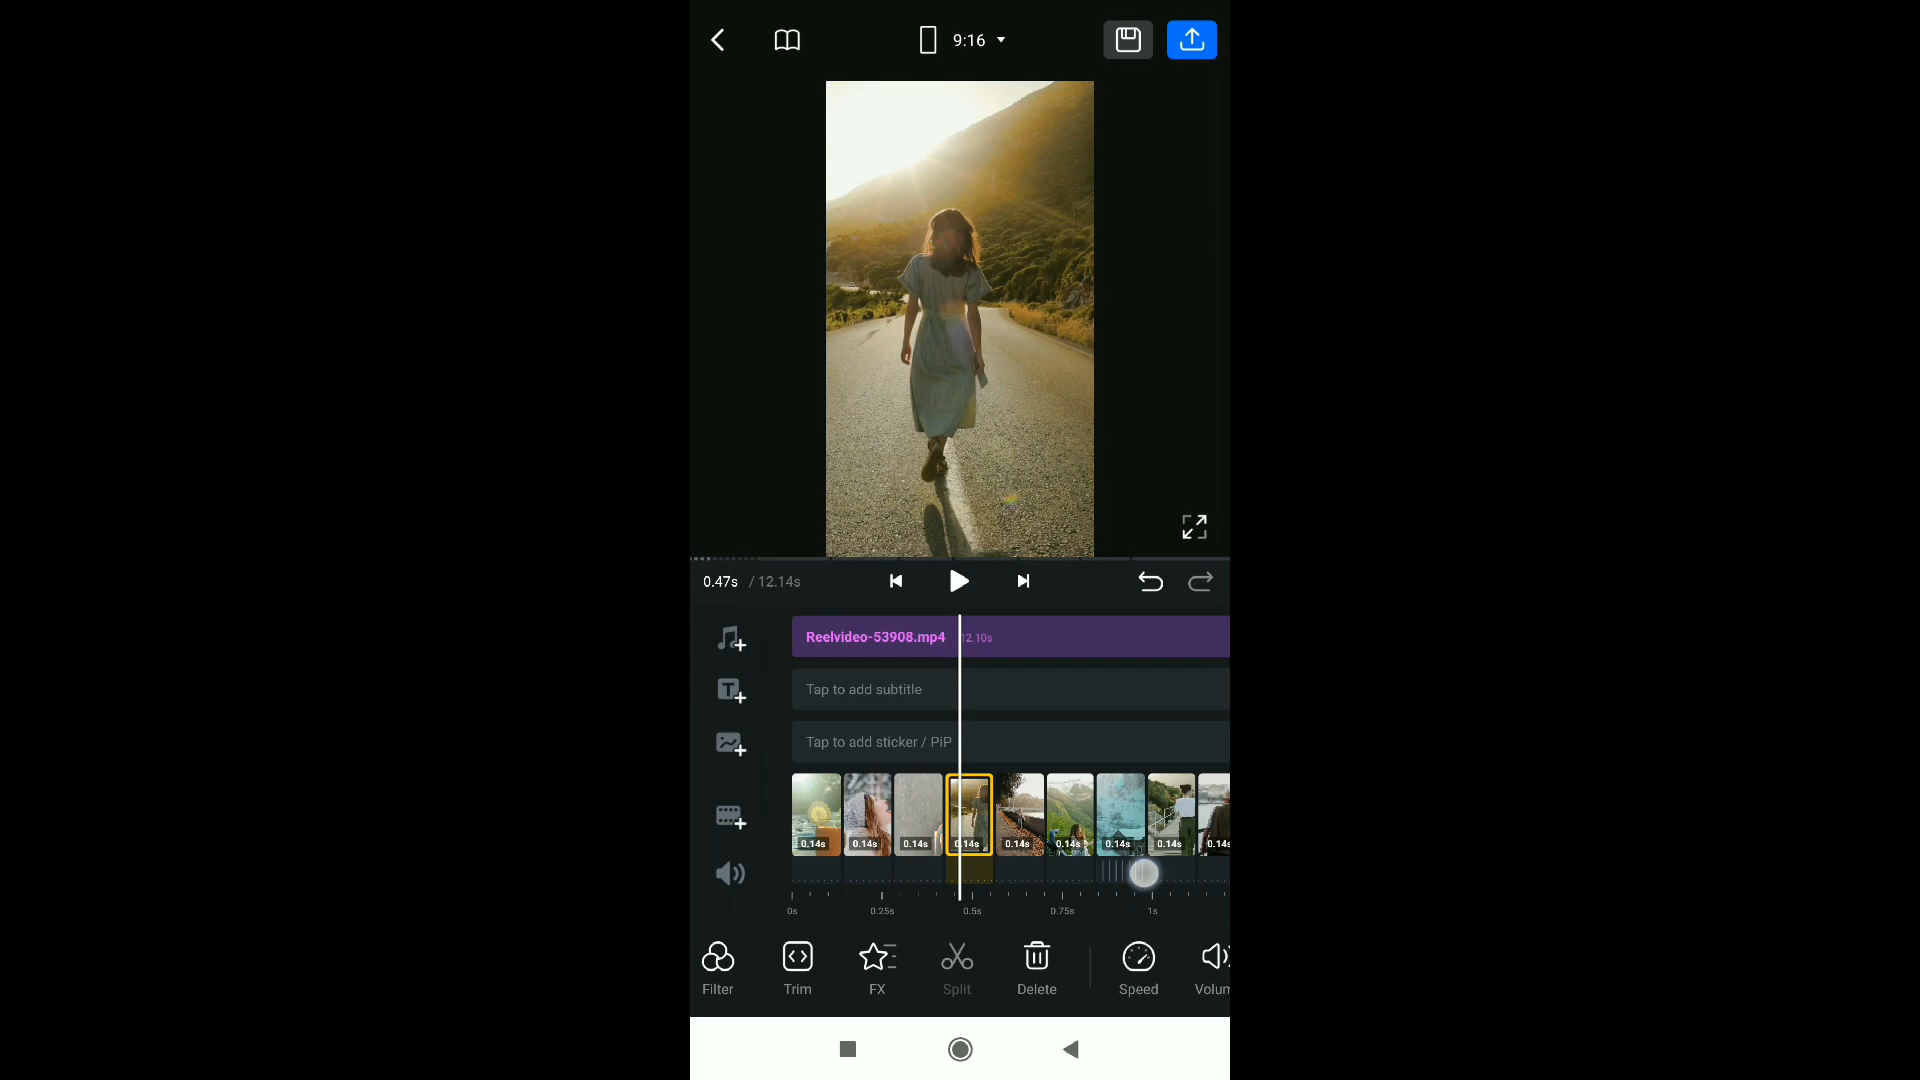 9:16
0.47s / 12.14s
Reelvideo-53908.mp4 12.10s
Tap to add subtitle
Tap to add sticker / PiP
0.14s 0.14s 0.14s 0.14s 0.14s 0.14s 0.14s 0.14s 0.14s
0s 0.25s 0.5s 0.75s 1s
Filter Trim FX Split Delete Speed Volum